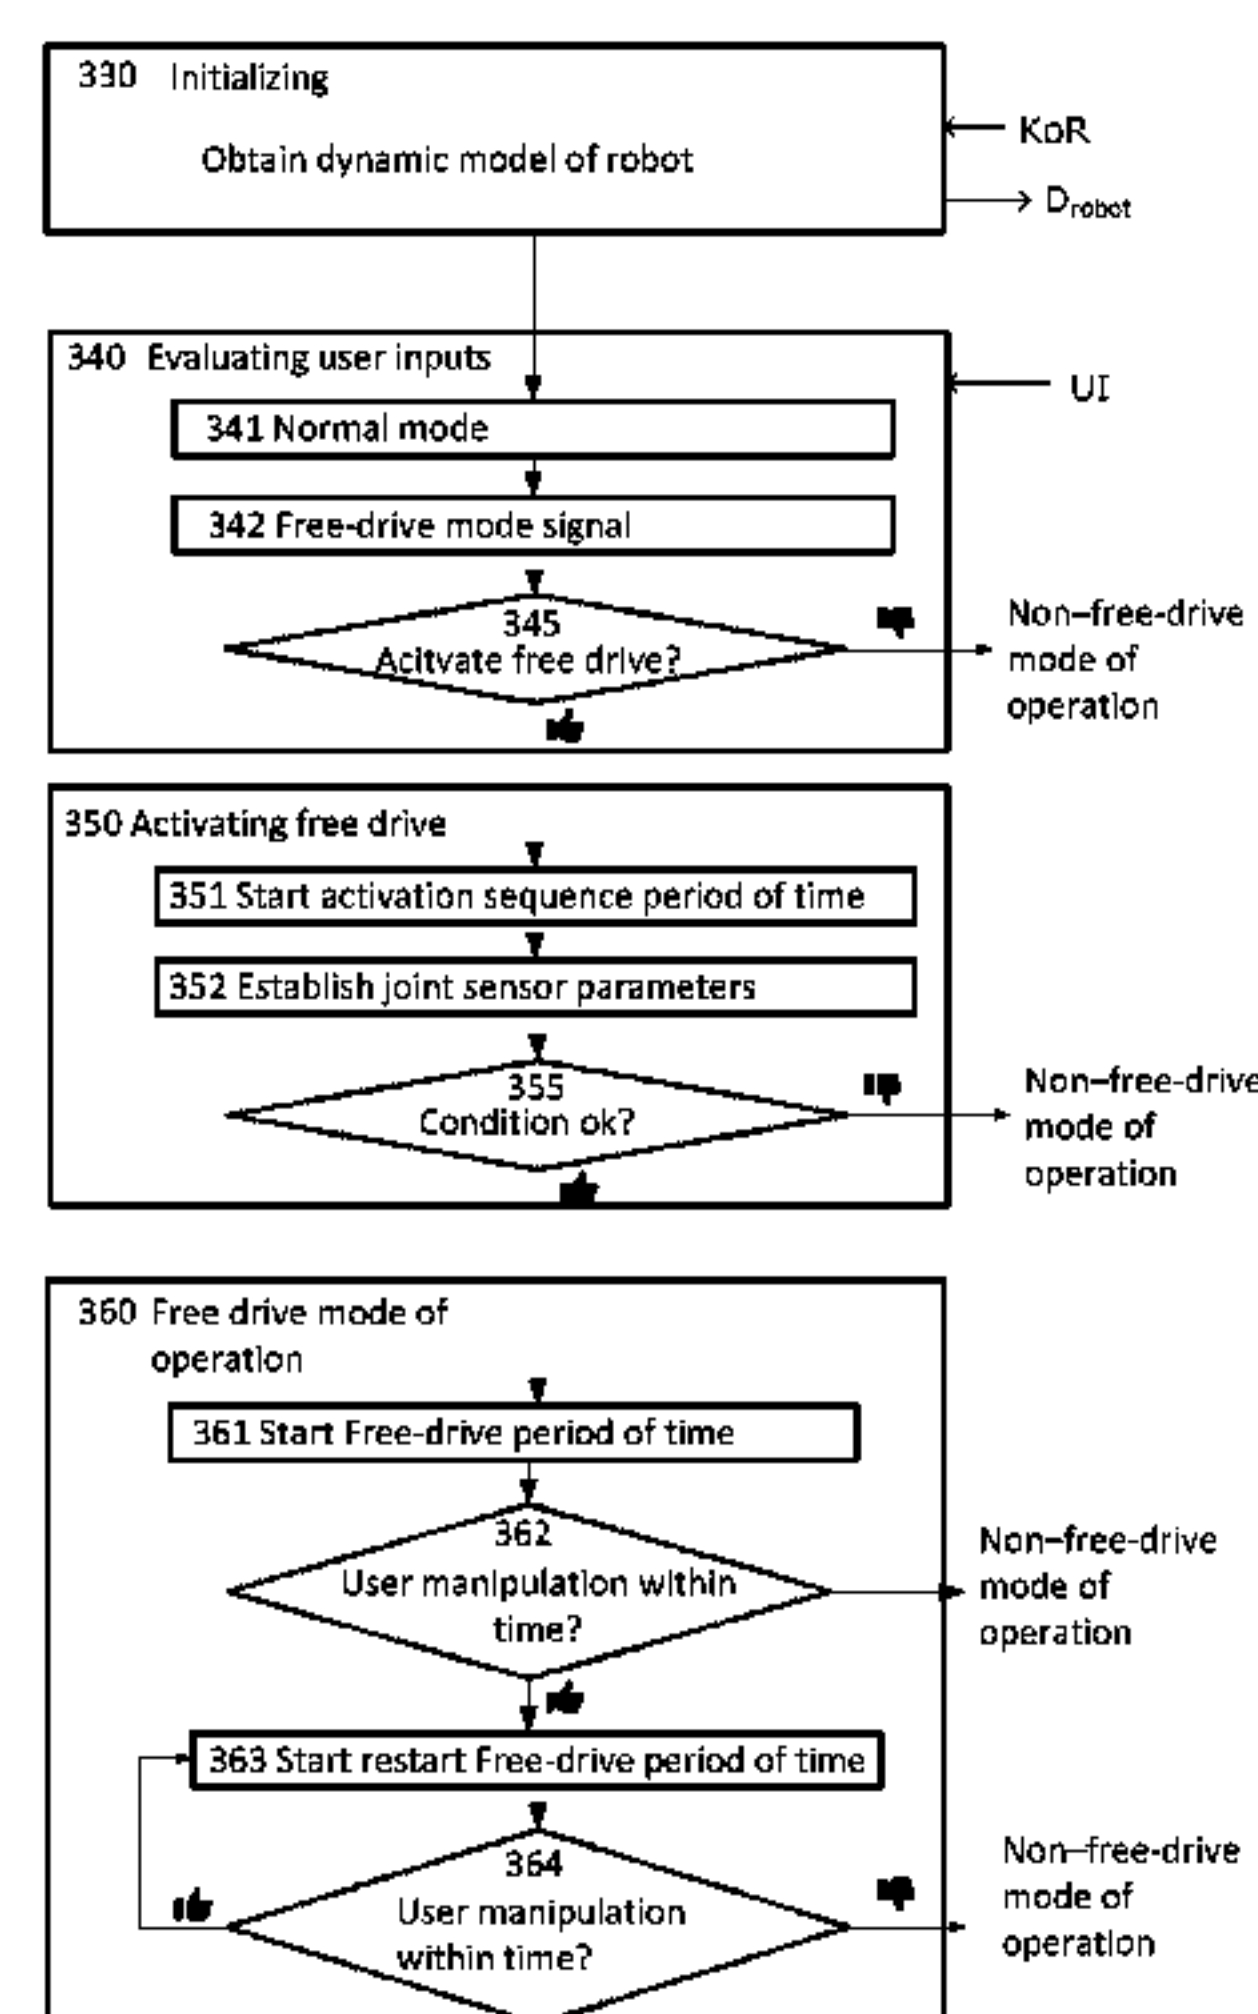 330 Initializing
KoR
Obtain dynamic model of robot
Drobot
340 Evaluating user inputs
UI
341 Normal mode
342 Free-drive mode signal
345
Acitvate free drive?
Non–free-drive
mode of
operation
350 Activating free drive
351 Start activation sequence period of time
352 Establish joint sensor parameters
355
Condition ok?
Non–free-drive
mode of
operation
360 Free drive mode of
operation
361 Start Free-drive period of time
362
User manipulation within
time?
Non–free-drive
mode of
operation
363 Start restart Free-drive period of time
364
User manipulation
within time?
Non–free-drive
mode of
operation